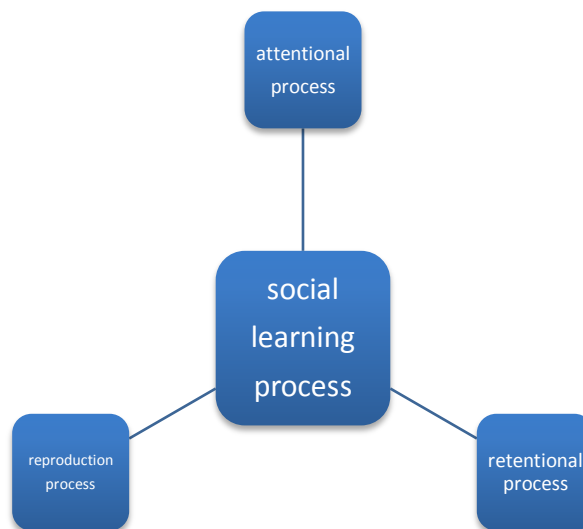 attentional
process
social
learning
process
reproduction
process
retentional
process